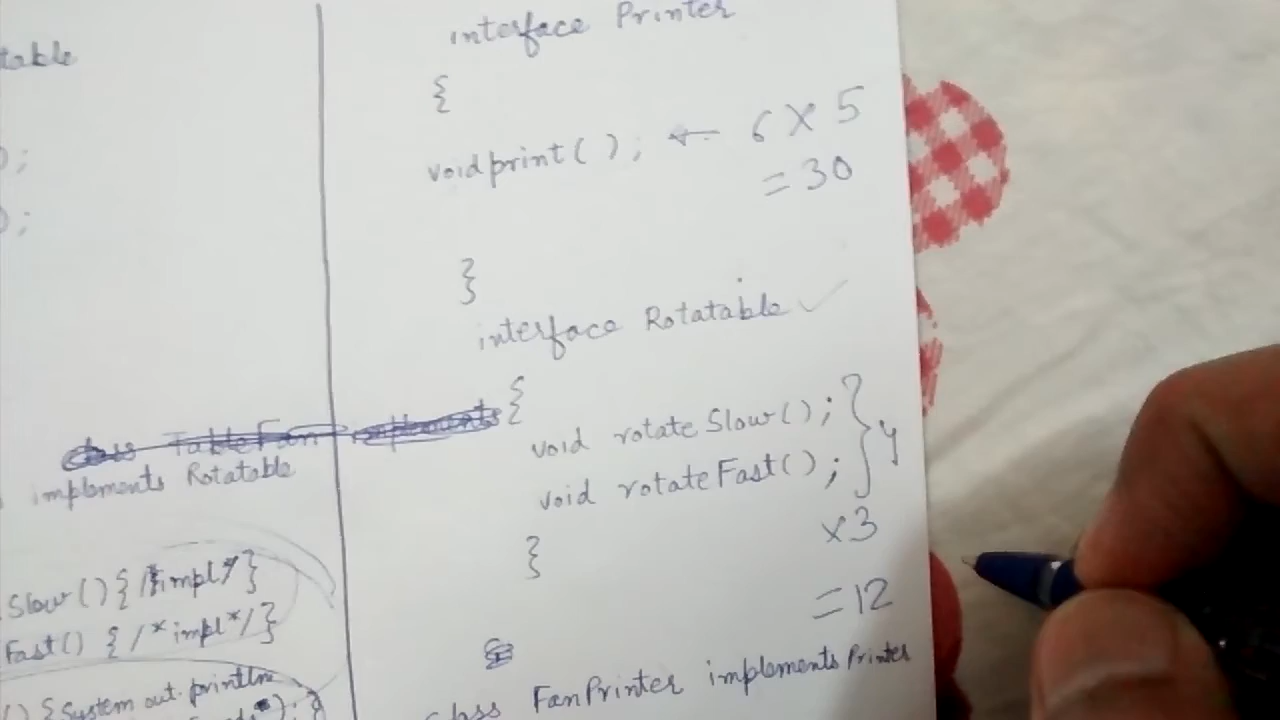 table
);
);
implements Rotatable
Slow() { /*impl*/}
Fast() { /*impl*/}
() {System out.println
interface Printer
{
void print(); ← 6 X 5
= 30
}
interface Rotatable ✓
{
void rotateSlow(); } 4
void rotateFast();
x3
}
= 12
class FanPrinter implements Printer